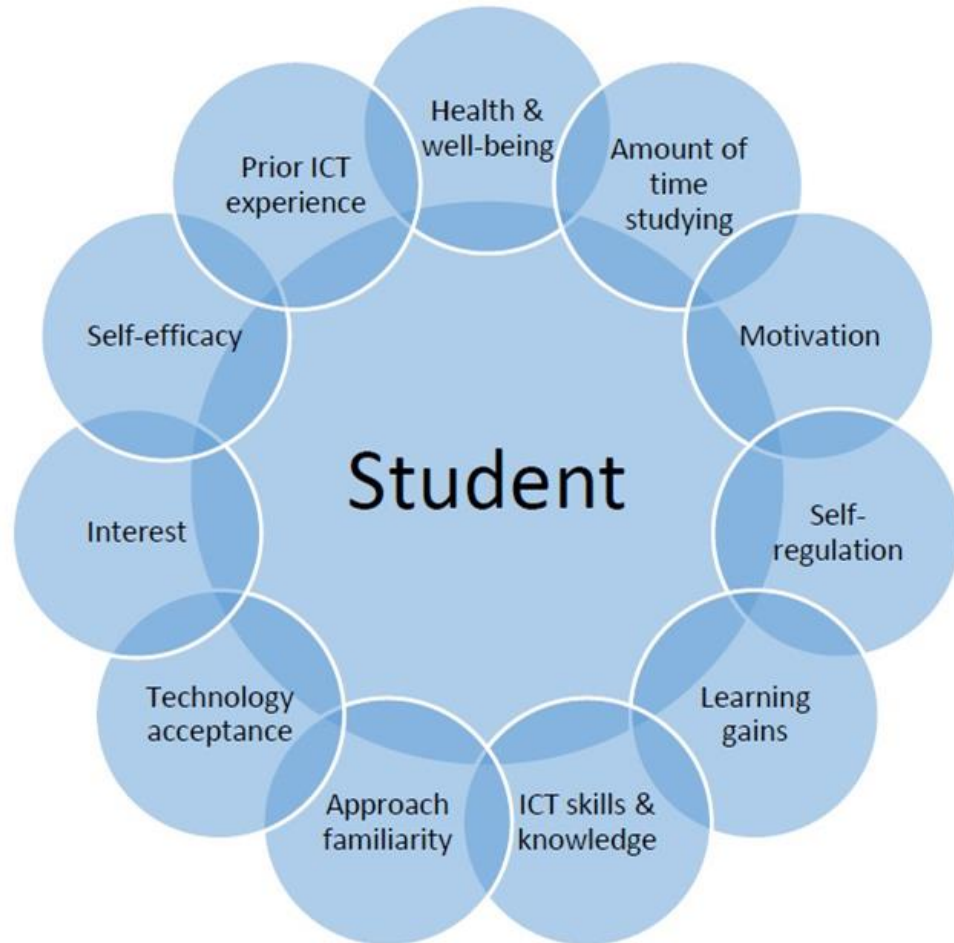 Health &
well-being
Amount of
time
studying
Motivation
Self-
regulation
Learning
gains
ICT skills &
knowledge
Approach
familiarity
Technology
acceptance
Interest
Self-efficacy
Prior ICT
experience
Student